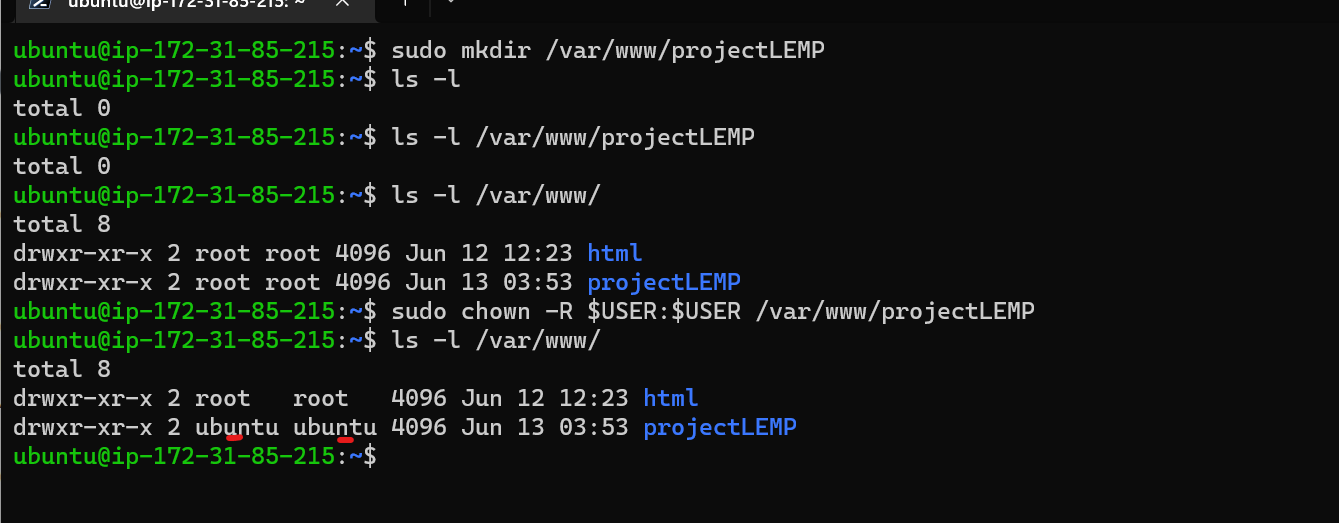 ubuntu@ip-172-31-85-215: ~
ubuntu@ip-172-31-85-215:~$ sudo mkdir /var/www/projectLEMP
ubuntu@ip-172-31-85-215:~$ ls -l
total 0
ubuntu@ip-172-31-85-215:~$ ls -l /var/www/projectLEMP
total 0
ubuntu@ip-172-31-85-215:~$ ls -l /var/www/
total 8
drwxr-xr-x 2 root root 4096 Jun 12 12:23 html
drwxr-xr-x 2 root root 4096 Jun 13 03:53 projectLEMP
ubuntu@ip-172-31-85-215:~$ sudo chown -R $USER:$USER /var/www/projectLEMP
ubuntu@ip-172-31-85-215:~$ ls -l /var/www/
total 8
drwxr-xr-x 2 root   root   4096 Jun 12 12:23 html
drwxr-xr-x 2 ubuntu ubuntu 4096 Jun 13 03:53 projectLEMP
ubuntu@ip-172-31-85-215:~$